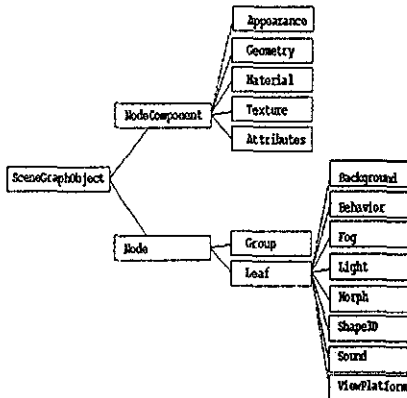 Appearance
Geometry
Material
Texture
Attributes
NodeComponent
SceneGraphObject
Node
Group
Leaf
Background
Behavior
Fog
Light
Morph
Shape3D
Sound
ViewPlatform